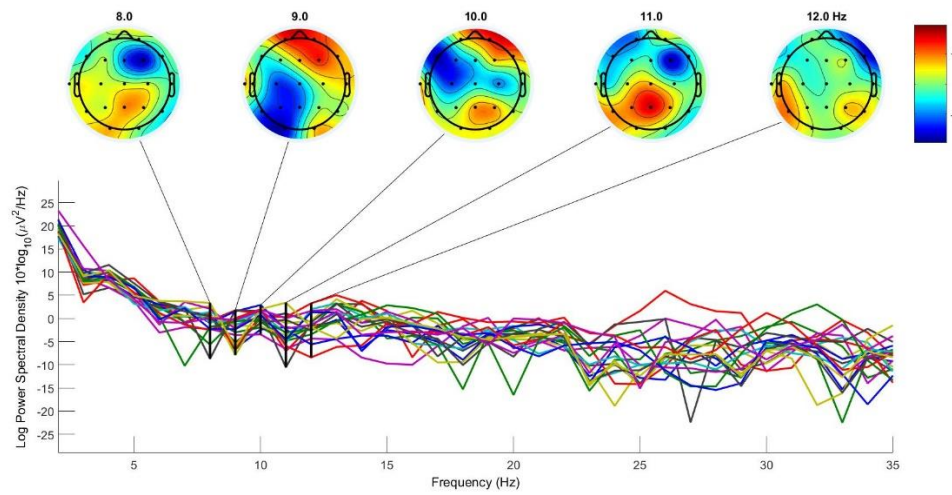 8.0 9.0 10.0 11.0 12.0 Hz
Log Power Spectral Density 10*log₁₀(μV²/Hz)
25
20
15
10
5
0
-5
-10
-15
-20
-25
5 10 15 20 25 30 35
Frequency (Hz)